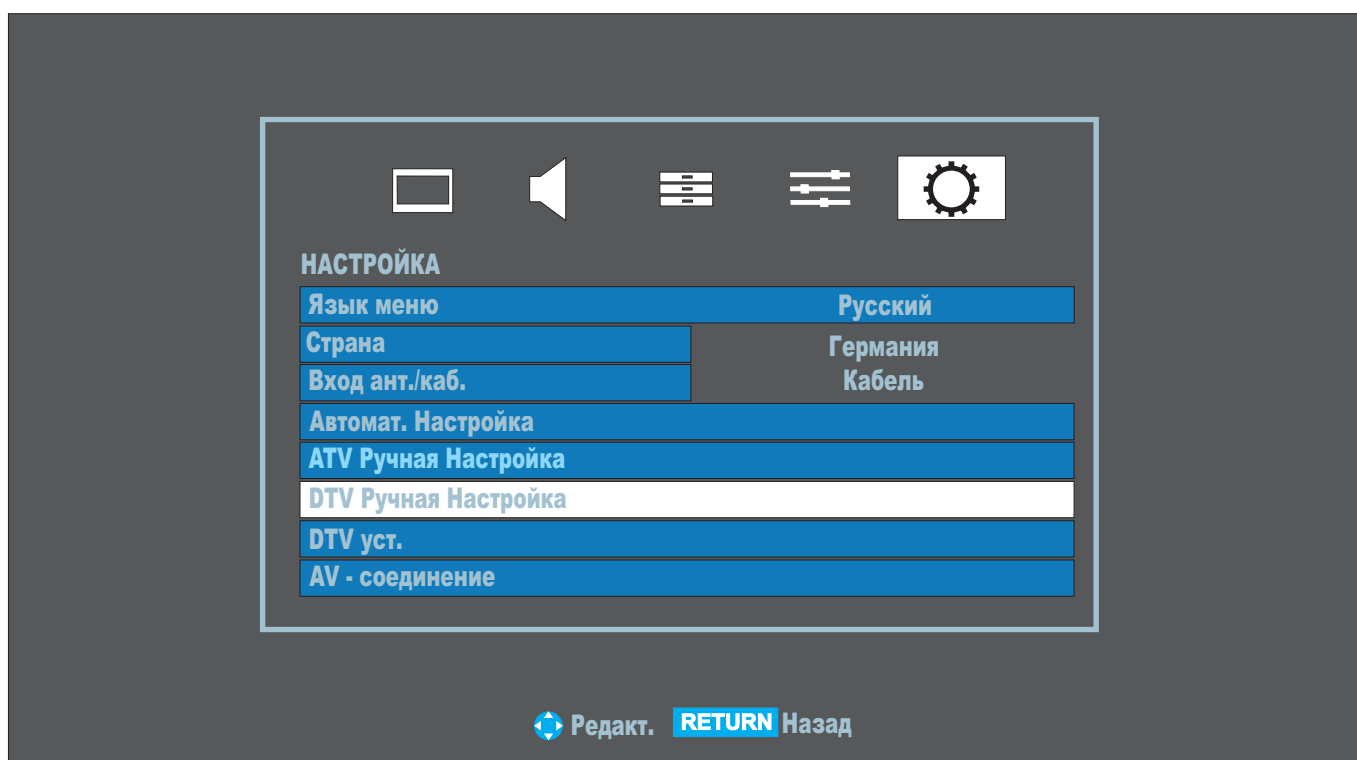 НАСТРОЙКА
Язык меню Русский
Страна Германия
Вход ант./каб. Кабель
Автомат. Настройка
ATV Ручная Настройка
DTV Ручная Настройка
DTV уст.
AV - соединение
Редакт. RETURN Назад